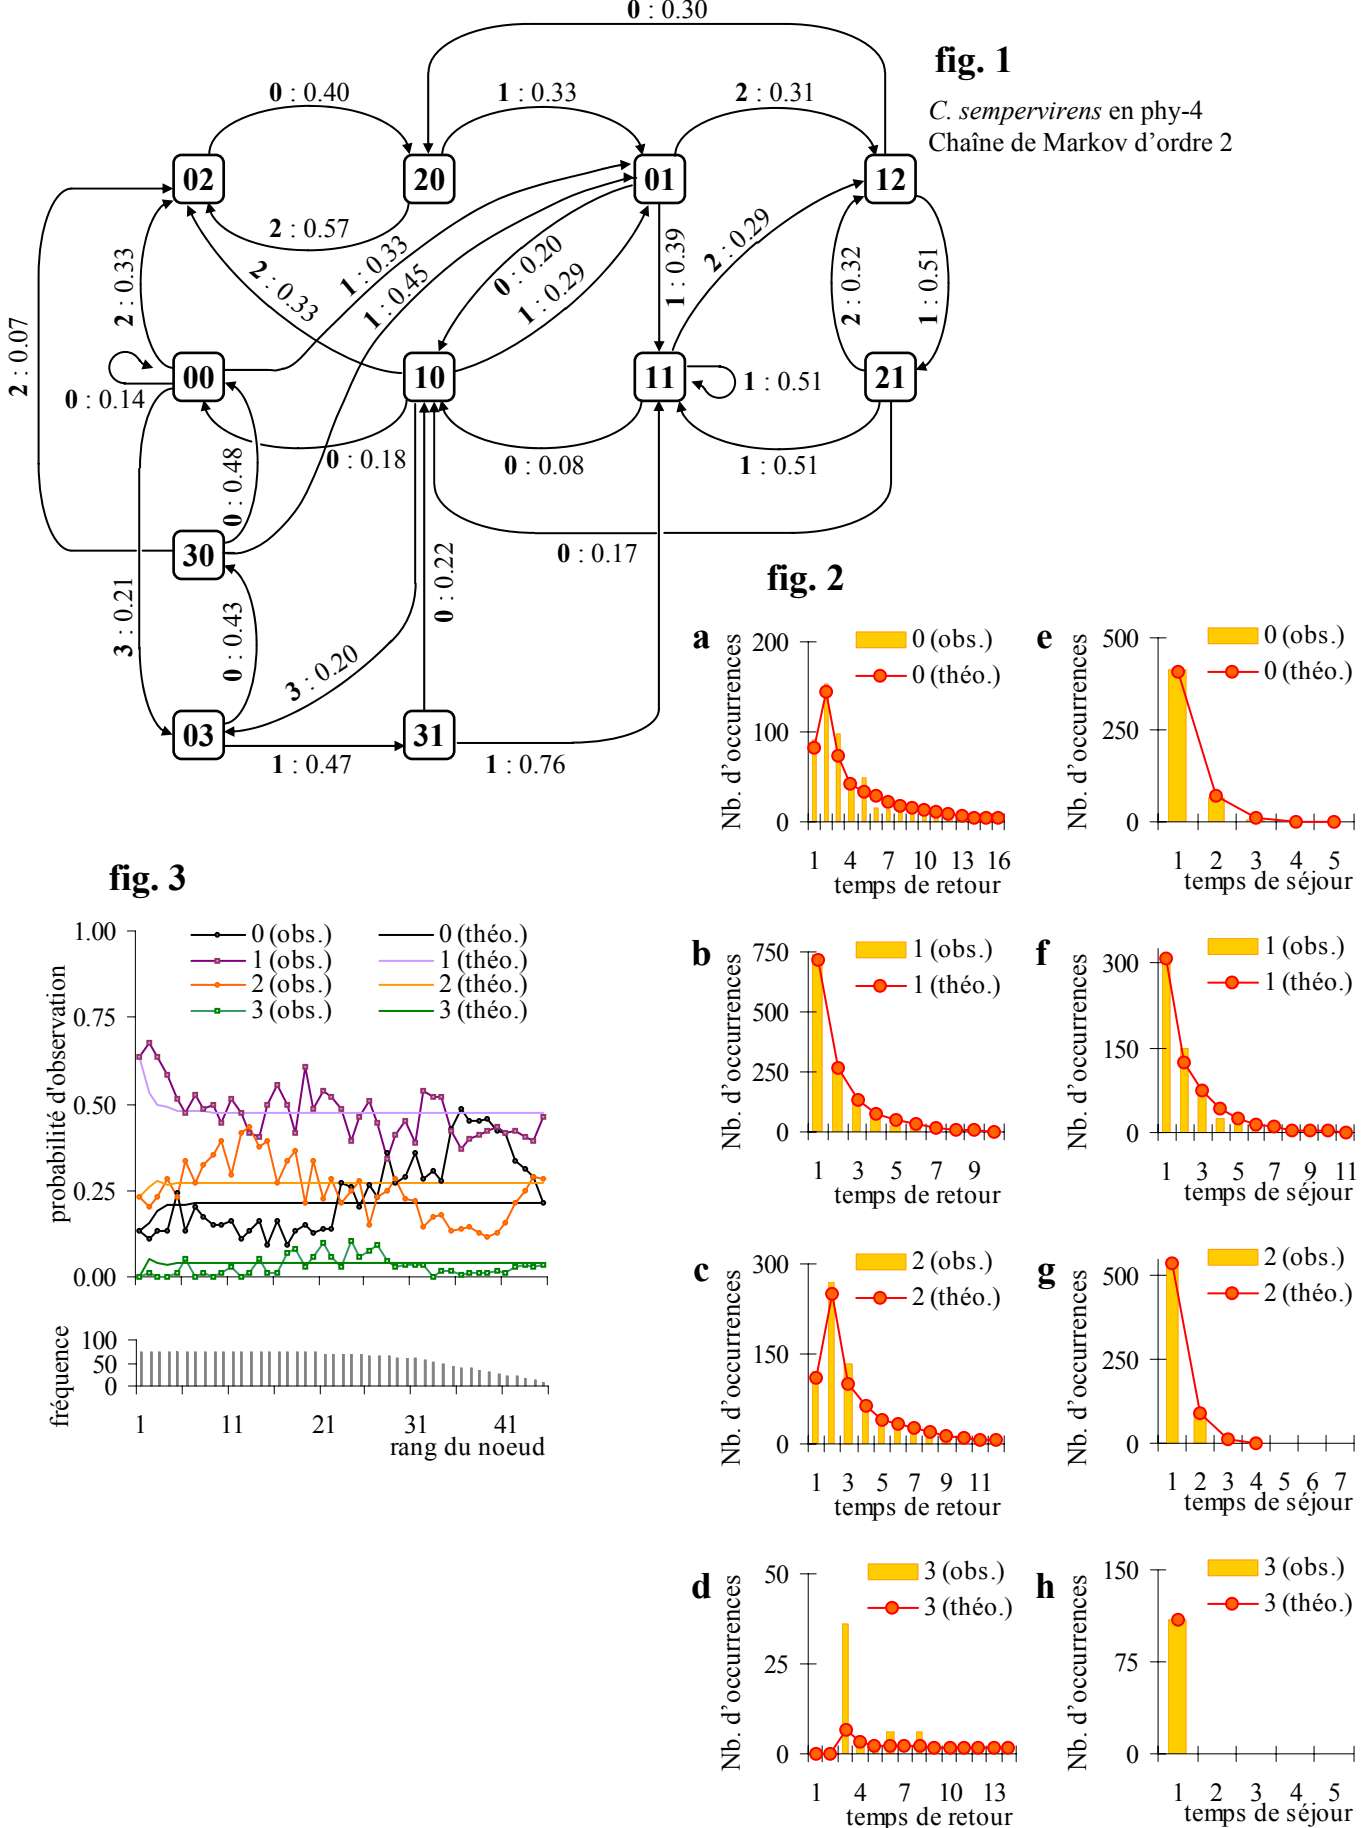 0 : 0.30
fig. 1
C. sempervirens en phy-4
Chaîne de Markov d'ordre 2
0 : 0.40
1 : 0.33
2 : 0.31
02
20
01
12
2 : 0.57
2 : 0.33
2 : 0.33
1 : 0.33
1 : 0.45
0 : 0.20
1 : 0.29
1 : 0.39
2 : 0.29
2 : 0.32
1 : 0.51
2 : 0.07
00
10
11
21
0 : 0.14
1 : 0.51
0 : 0.48
0 : 0.18
0 : 0.08
1 : 0.51
30
0 : 0.17
3 : 0.21
0 : 0.43
3 : 0.20
0 : 0.22
03
31
1 : 0.47
1 : 0.76
fig. 2
a
Nb. d'occurrences
200
100
0
0 (obs.)
0 (théo.)
1 4 7 10 13 16
temps de retour
e
Nb. d'occurrences
500
250
0
0 (obs.)
0 (théo.)
1 2 3 4 5
temps de séjour
fig. 3
probabilité d'observation
1.00
0.75
0.50
0.25
0.00
0 (obs.)
0 (théo.)
1 (obs.)
1 (théo.)
2 (obs.)
2 (théo.)
3 (obs.)
3 (théo.)
fréquence
100
50
0
1 11 21 31 41
rang du noeud
b
Nb. d'occurrences
750
500
250
0
1 (obs.)
1 (théo.)
1 3 5 7 9
temps de retour
f
Nb. d'occurrences
300
150
0
1 (obs.)
1 (théo.)
1 3 5 7 9 11
temps de séjour
c
Nb. d'occurrences
300
150
0
2 (obs.)
2 (théo.)
1 3 5 7 9 11
temps de retour
g
Nb. d'occurrences
500
250
0
2 (obs.)
2 (théo.)
1 2 3 4 5 6 7
temps de séjour
d
Nb. d'occurrences
50
25
0
3 (obs.)
3 (théo.)
1 4 7 10 13
temps de retour
h
Nb. d'occurrences
150
75
0
3 (obs.)
3 (théo.)
1 2 3 4 5
temps de séjour